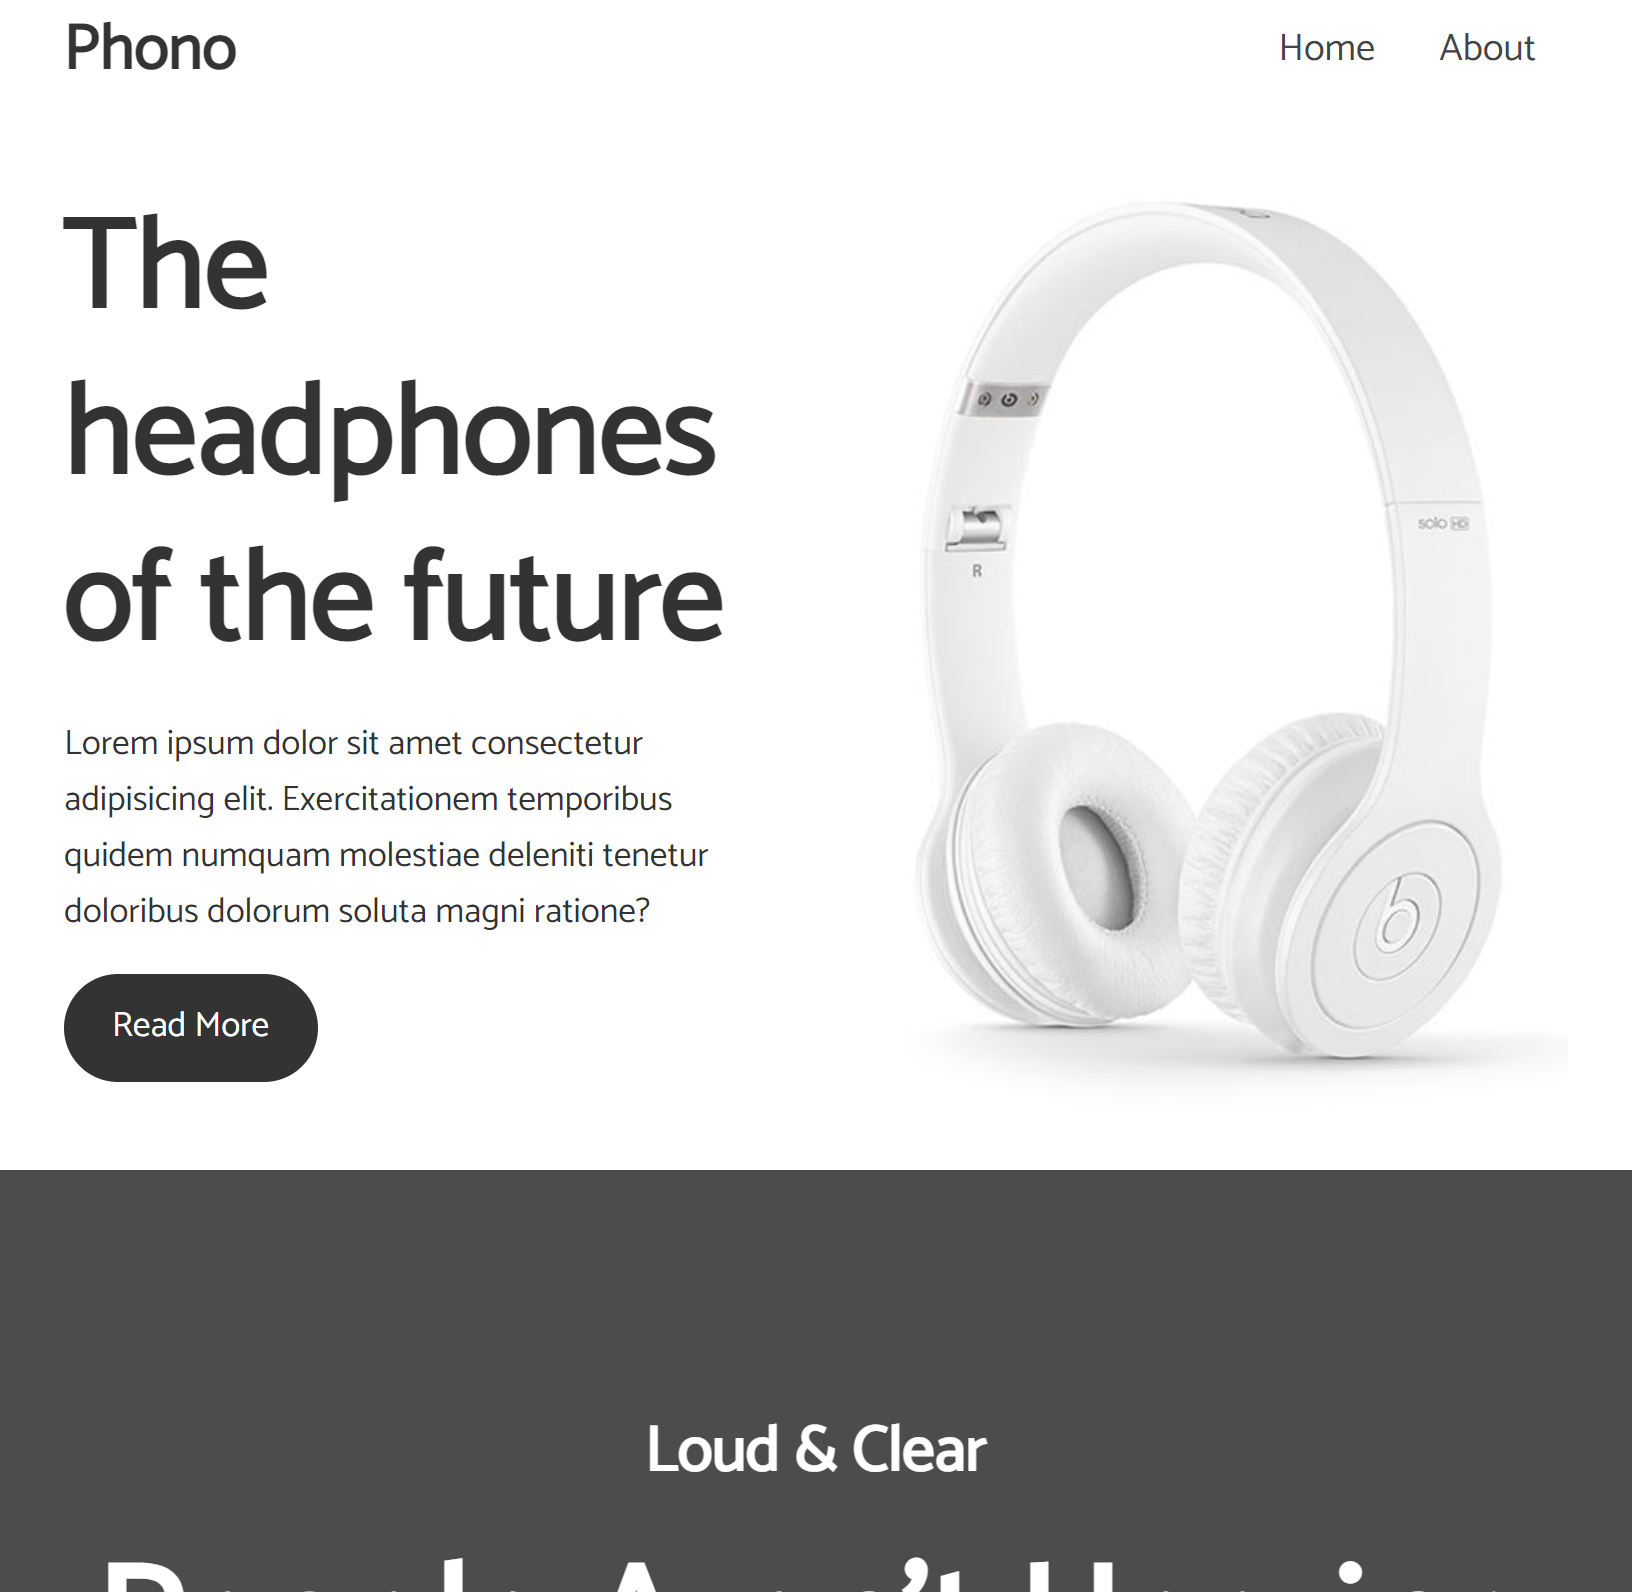 Phono
Home About
The
headphones
of the future
solo HD
R
Lorem ipsum dolor sit amet consectetur
adipisicing elit. Exercitationem temporibus
quidem numquam molestiae deleniti tenetur
doloribus dolorum soluta magni ratione?
b
Read More
Loud & Clear